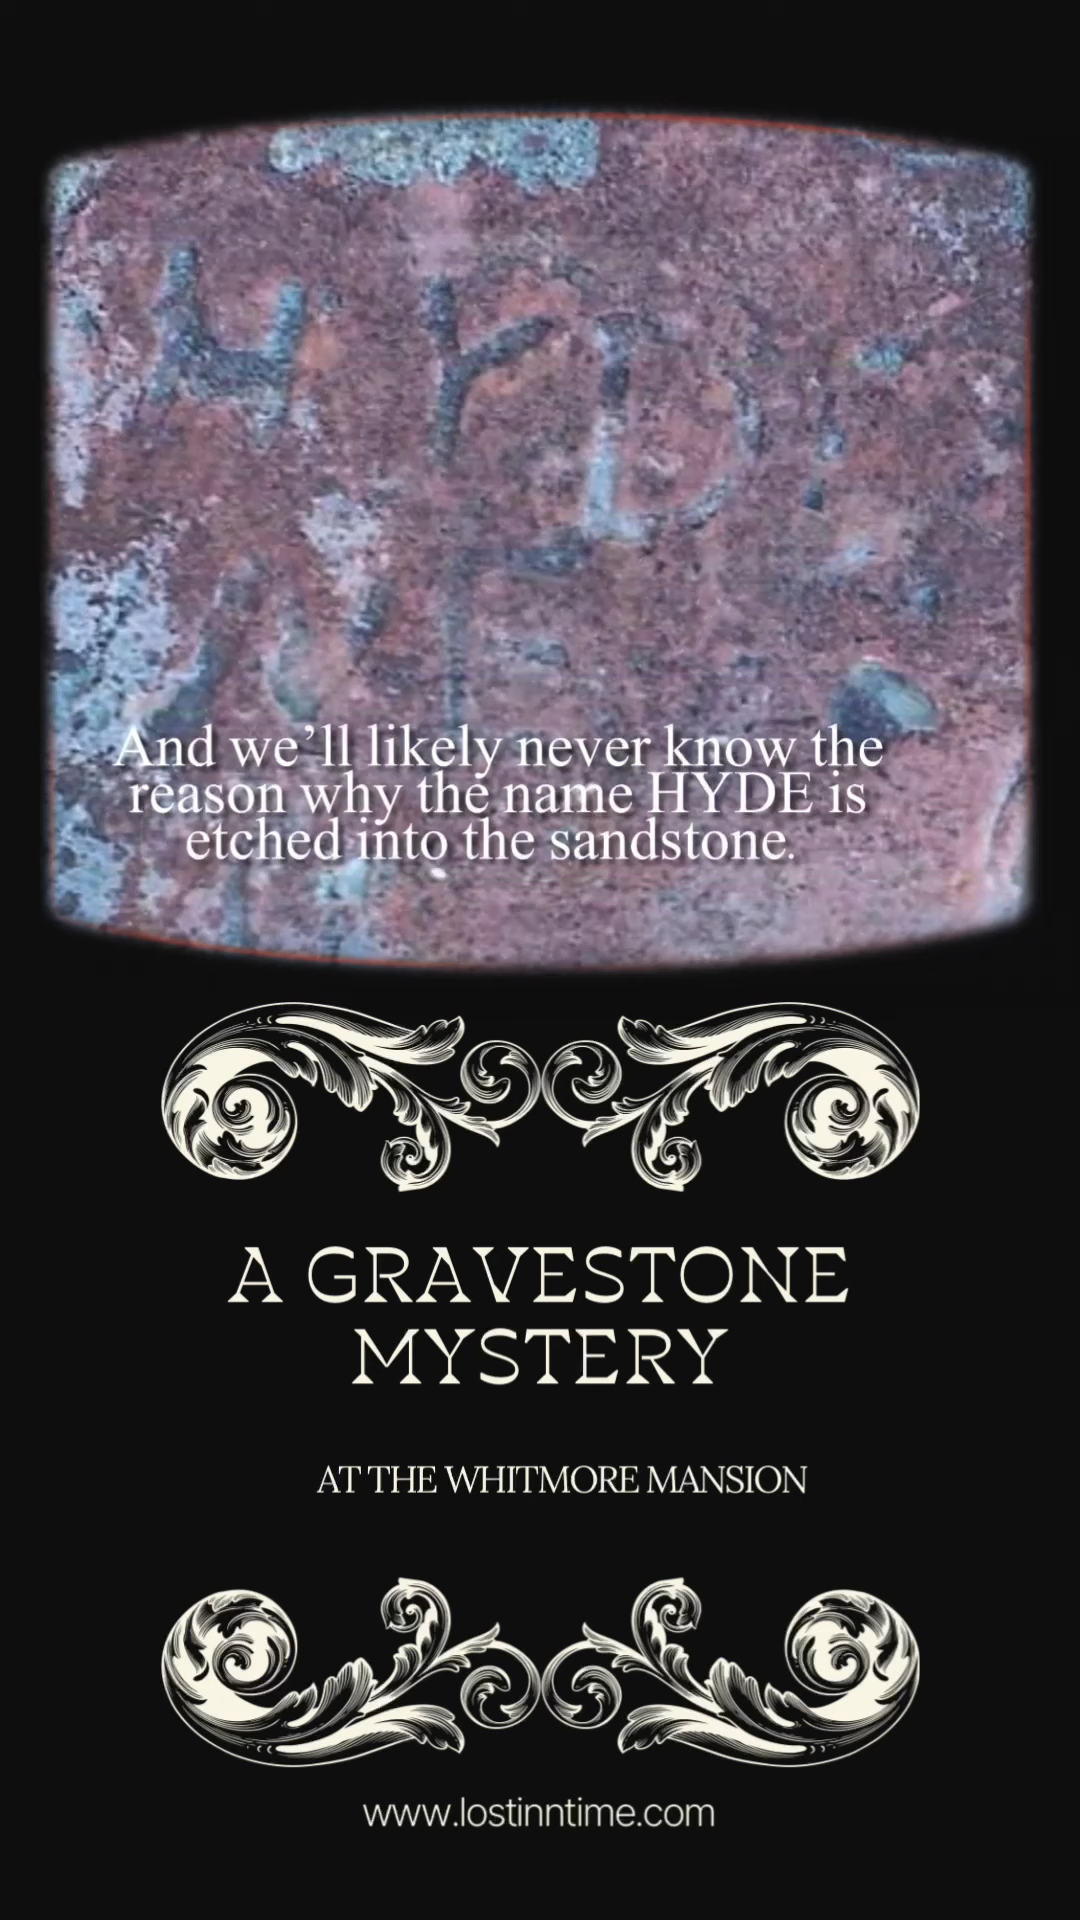 And we’ll likely never know the
reason why the name HYDE is
etched into the sandstone.
A GRAVESTONE
MYSTERY
AT THE WHITMORE MANSION
www.lostinntime.com